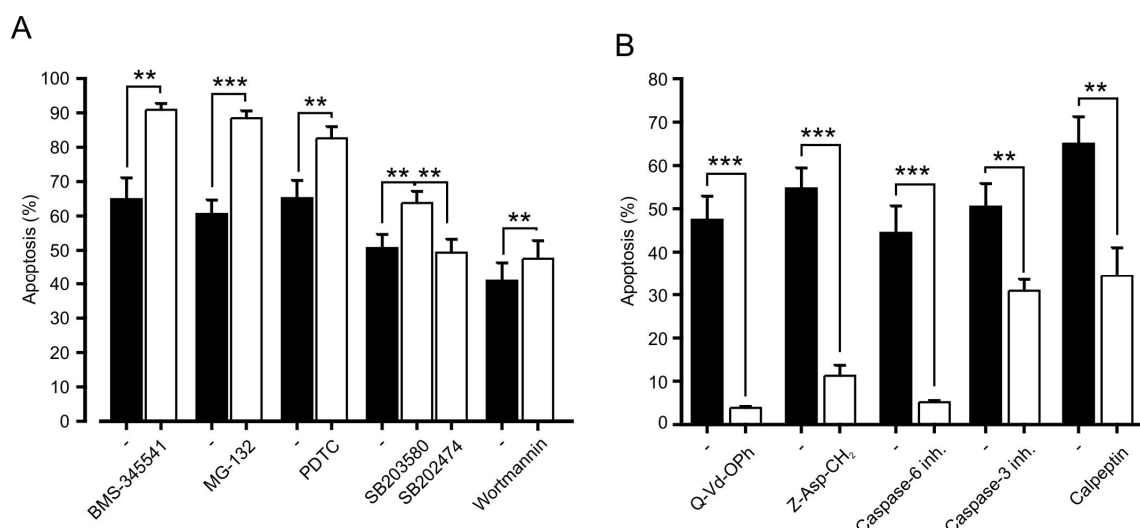 A
Apoptosis (%)
100
90
80
70
60
50
40
30
20
10
0
**
***
**
** **
**
-
BMS-345541
-
MG-132
-
PDTC
-
SB203580
SB202474
-
Wortmannin
B
Apoptosis (%)
80
70
60
50
40
30
20
10
0
***
***
***
**
**
-
Q-Vd-OPh
-
Z-Asp-CH₂
-
Caspase-6 inh.
-
Caspase-3 inh.
-
Calpeptin